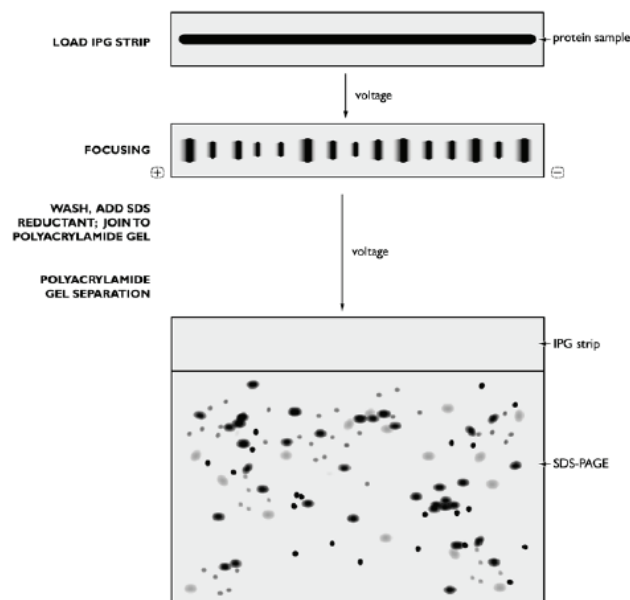 LOAD IPG STRIP
protein sample
voltage
FOCUSING
+
−
WASH, ADD SDS
REDUCTANT; JOIN TO
POLYACRYLAMIDE GEL
voltage
POLYACRYLAMIDE
GEL SEPARATION
IPG strip
SDS-PAGE